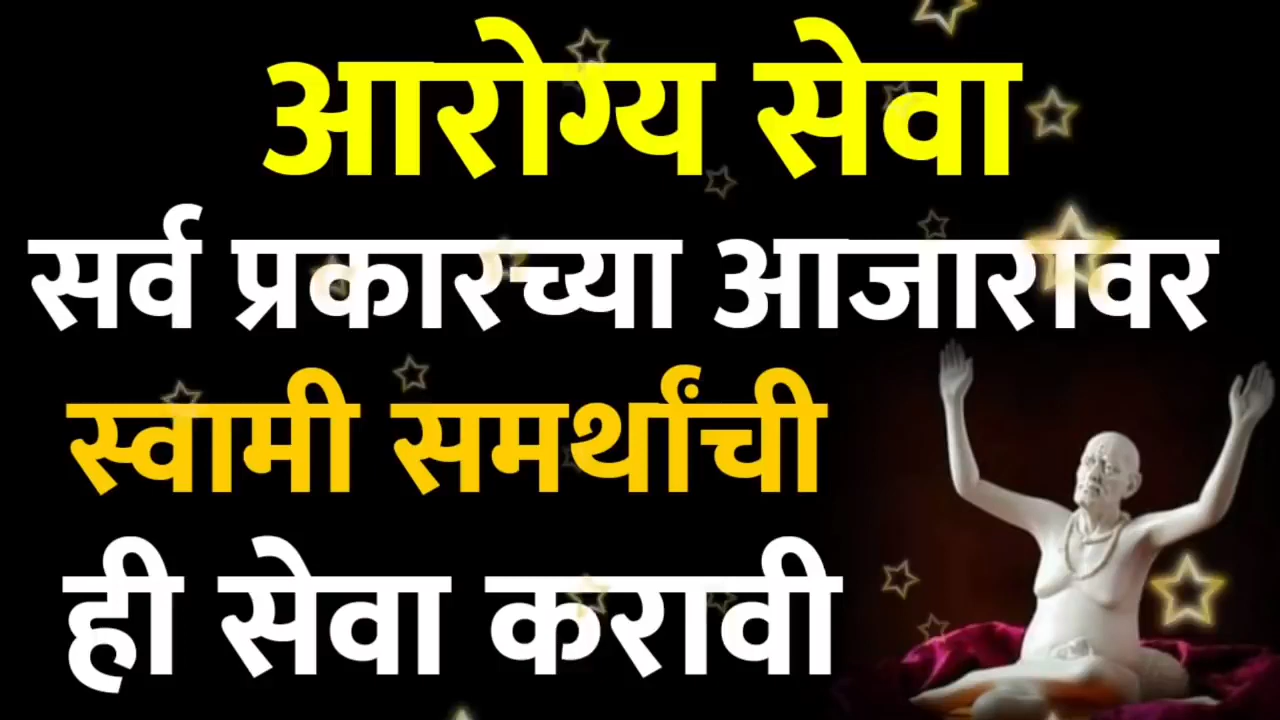 आरोग्य सेवा
सर्व प्रकारच्या आजारावर
स्वामी समर्थांची
ही सेवा करावी